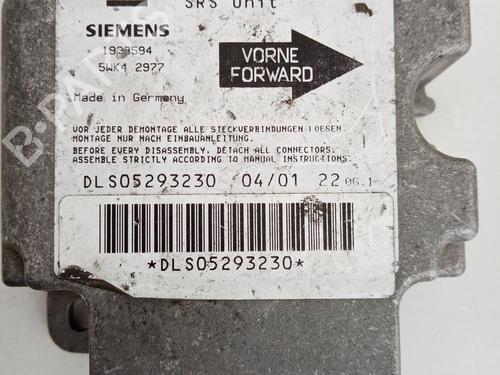 SRS Unit
SIEMENS
5WK4 2977
VORNE
FORWARD
Made in Germany
VOR JEDER DEMONTAGE ALLE STECKVERBINDUNGEN LOESEN.
MONTAGE NUR NACH EINBAUANLEITUNG.
BEFORE EVERY DISASSEMBLY, DETACH ALL CONNECTORS.
ASSEMBLE STRICTLY ACCORDING TO MANUAL INSTRUCTIONS.
DLS05293230 04/01 22 06.1
*DLS05293230*
B-PARTS